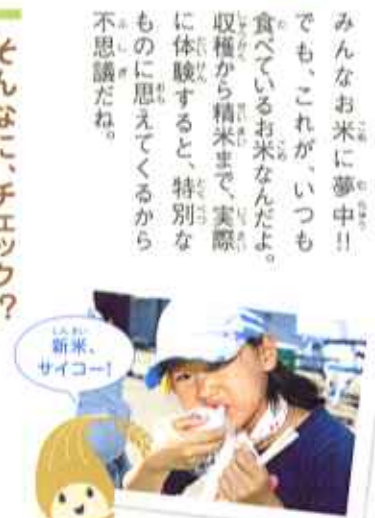 みんなお米に夢中!!
でも、これが、いつも
食べているお米なんだよ。
収穫から精米まで、実際
に体験すると、特別な
ものに思えてくるから
不思議だね。
そんなに、チェック?
新米、
サイコー!